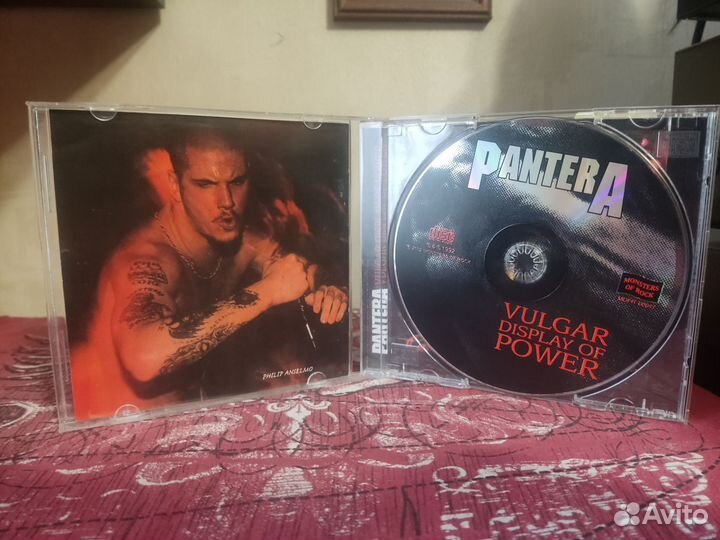 PHILIP ANSELMO
PANTERA
PANTERA
MONSTERS
OF ROCK
VULGAR
DISPLAY OF
POWER
Avito